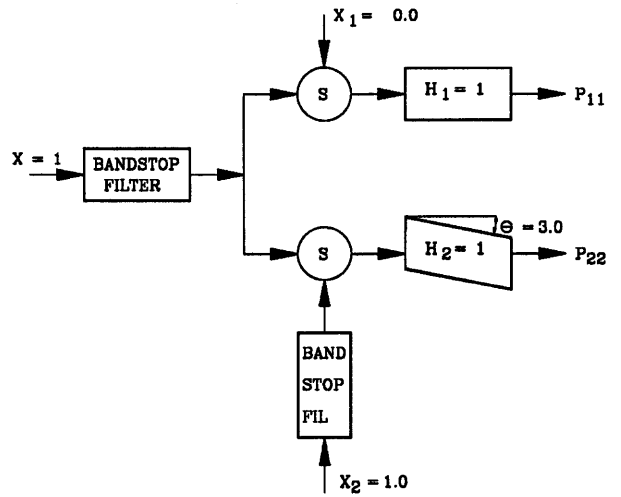 X₁ = 0.0
S
H₁ = 1
P₁₁
X = 1
BANDSTOP
FILTER
Θ = 3.0
S
H₂ = 1
P₂₂
BAND
STOP
FIL
X₂ = 1.0